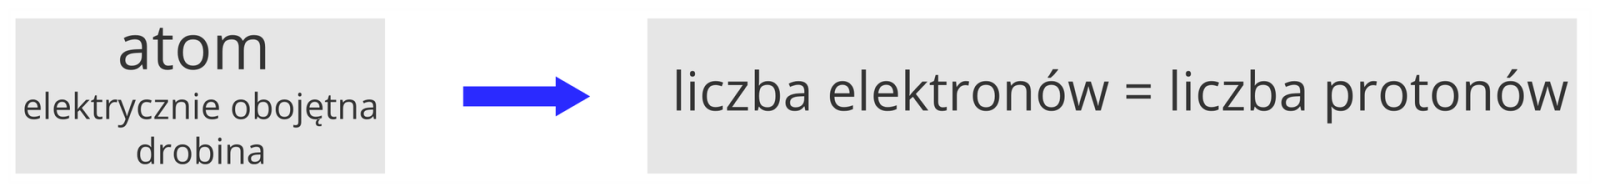 atom
elektrycznie obojętna
drobina
liczba elektronów = liczba protonów